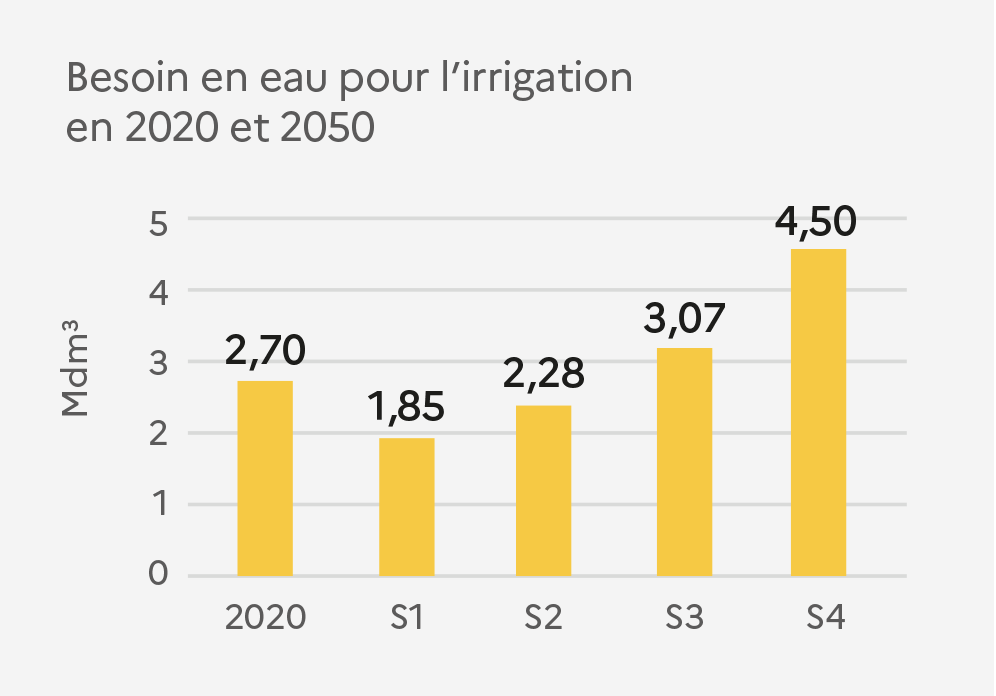 Besoin en eau pour l’irrigation
en 2020 et 2050
Mdm³
5
4
3
2
1
0
2,70
1,85
2,28
3,07
4,50
2020
S1
S2
S3
S4